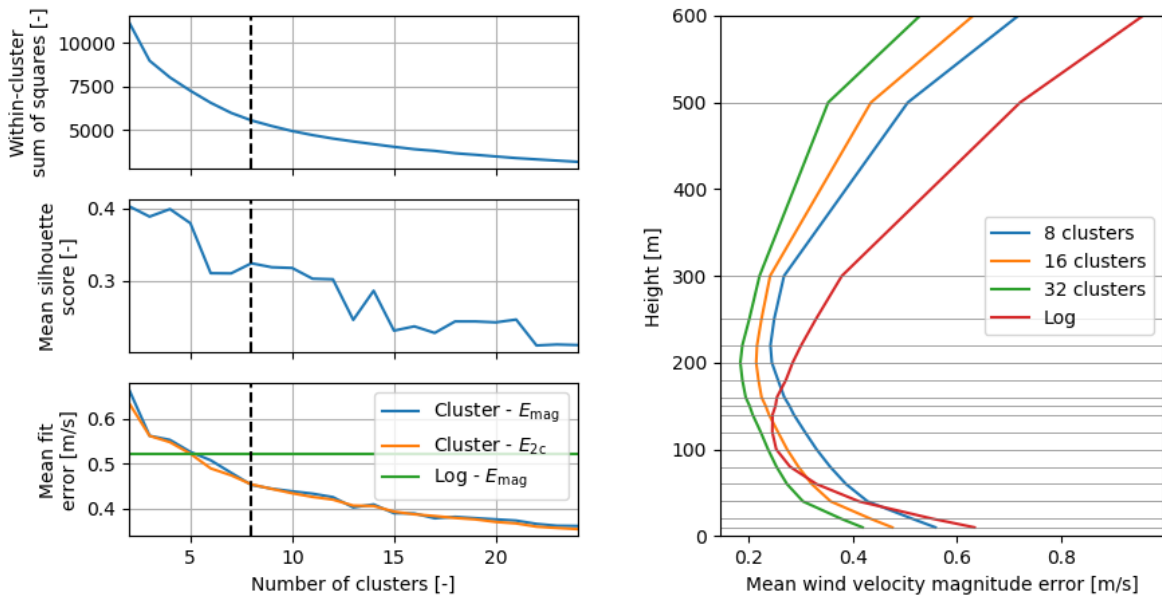 Within-cluster
sum of squares [-]
10000
7500
5000
Mean silhouette
score [-]
0.4
0.3
Mean fit
error [m/s]
0.6
0.5
0.4
Cluster - E_mag
Cluster - E_2c
Log - E_mag
5
10
15
20
Number of clusters [-]
Height [m]
600
500
400
300
200
100
0
8 clusters
16 clusters
32 clusters
Log
0.2
0.4
0.6
0.8
Mean wind velocity magnitude error [m/s]